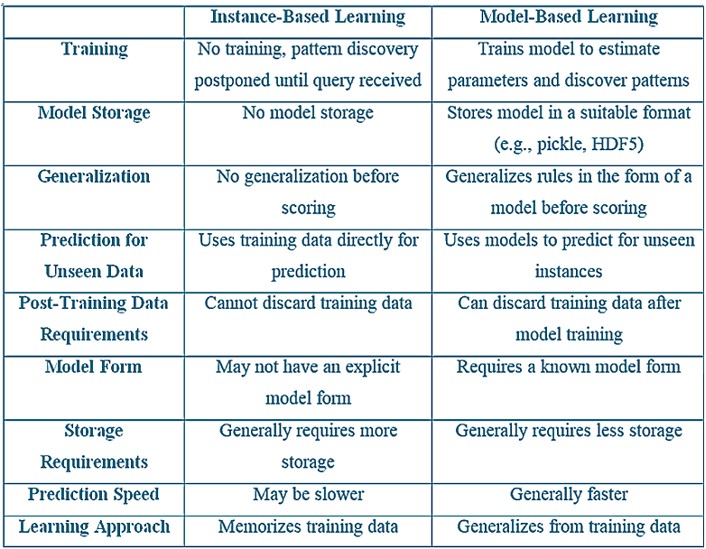 Instance-Based Learning Model-Based Learning
Training No training, pattern discovery Trains model to estimate
postponed until query received parameters and discover patterns
Model Storage No model storage Stores model in a suitable format
(e.g., pickle, HDF5)
Generalization No generalization before Generalizes rules in the form of a
scoring model before scoring
Prediction for Uses training data directly for Uses models to predict for unseen
Unseen Data prediction instances
Post-Training Data Cannot discard training data Can discard training data after
Requirements model training
Model Form May not have an explicit Requires a known model form
model form
Storage Generally requires more Generally requires less storage
Requirements storage
Prediction Speed May be slower Generally faster
Learning Approach Memorizes training data Generalizes from training data